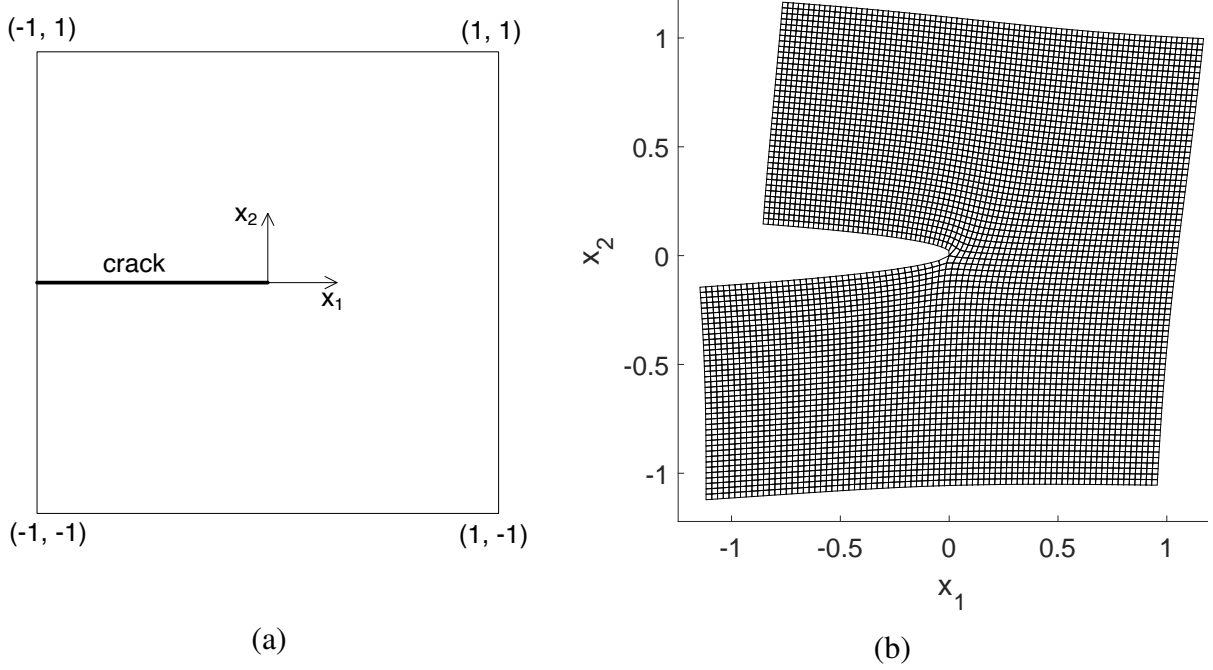 (-1, 1)
(1, 1)
x2
crack
x1
(-1, -1)
(1, -1)
(a)
1
0.5
0
-0.5
-1
x2
-1
-0.5
0
0.5
1
x1
(b)